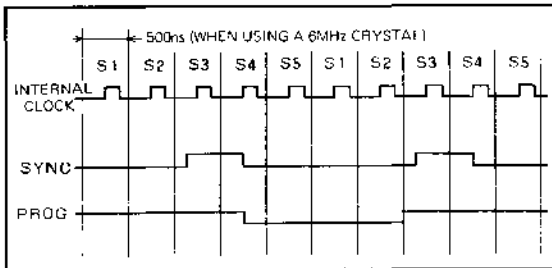 500ns (WHEN USING A 6MHz CRYSTAL)
S1 S2 S3 S4 S5 S1 S2 S3 S4 S5
INTERNAL
CLOCK
SYNC
PROG